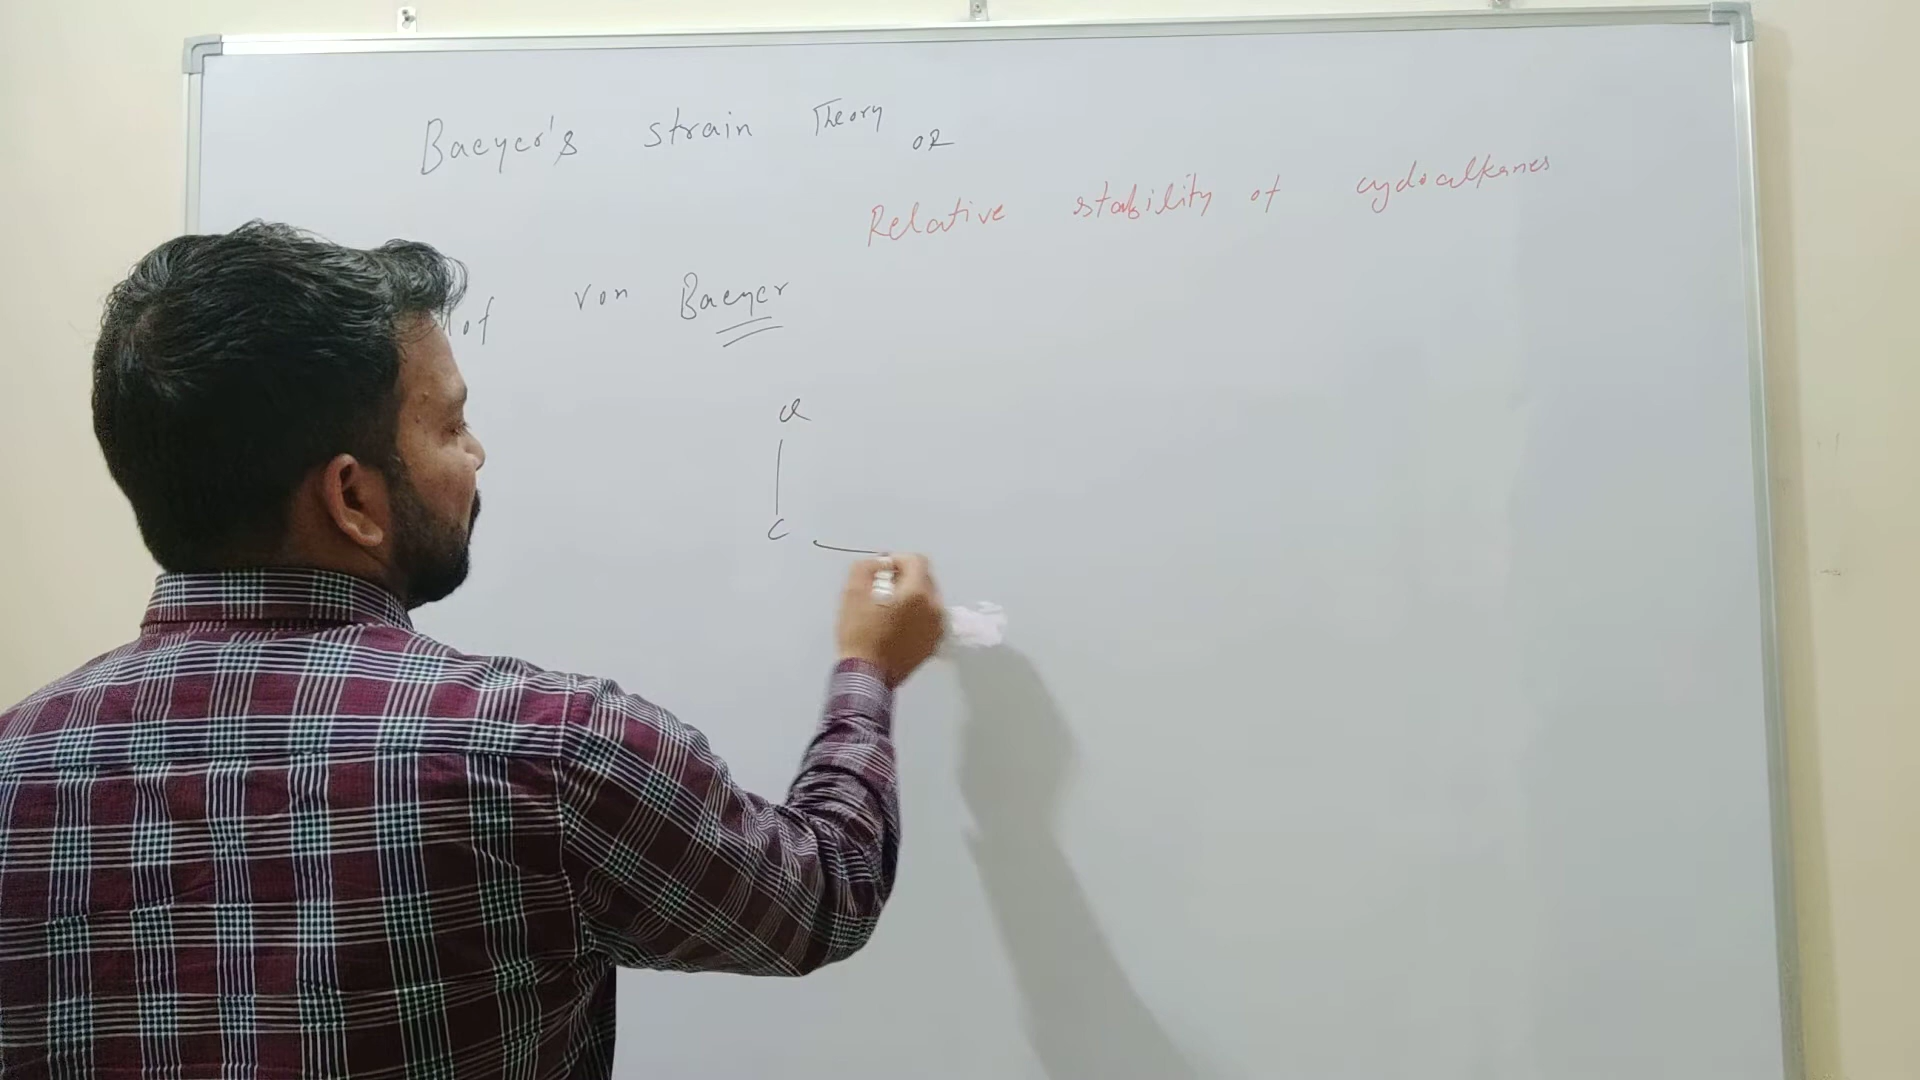 Baeyer's strain Theory OR
Relative stability of cycloalkanes
of von Baeyer
a
C